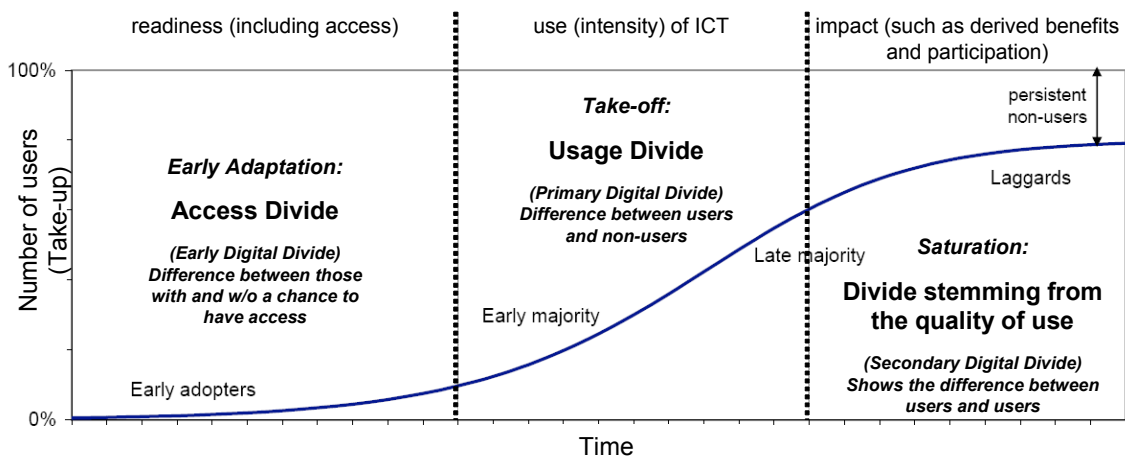 readiness (including access)
use (intensity) of ICT
impact (such as derived benefits
and participation)
100%
Number of users
(Take-up)
0%
Early Adaptation:
Access Divide
(Early Digital Divide)
Difference between those
with and w/o a chance to
have access
Early adopters
Take-off:
Usage Divide
(Primary Digital Divide)
Difference between users
and non-users
Early majority
Late majority
persistent
non-users
Laggards
Saturation:
Divide stemming from
the quality of use
(Secondary Digital Divide)
Shows the difference between
users and users
Time